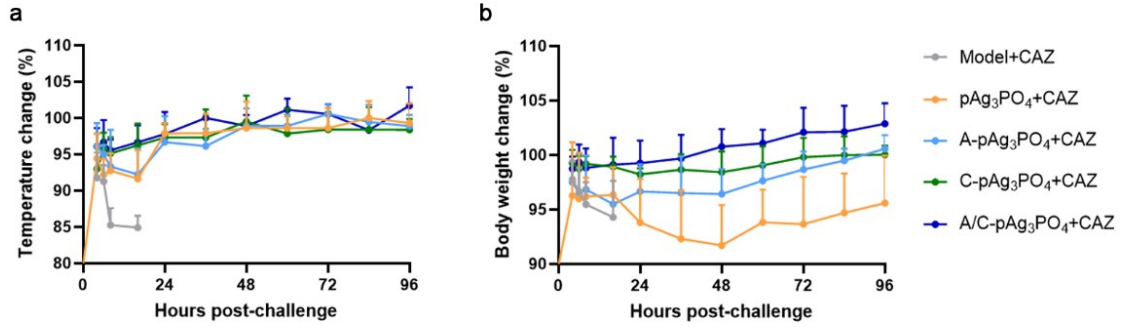 a
Temperature change (%)
110
105
100
95
90
85
80
0
24
48
72
96
Hours post-challenge
b
Body weight change (%)
110
105
100
95
90
0
24
48
72
96
Hours post-challenge
Model+CAZ
pAg₃PO₄+CAZ
A-pAg₃PO₄+CAZ
C-pAg₃PO₄+CAZ
A/C-pAg₃PO₄+CAZ